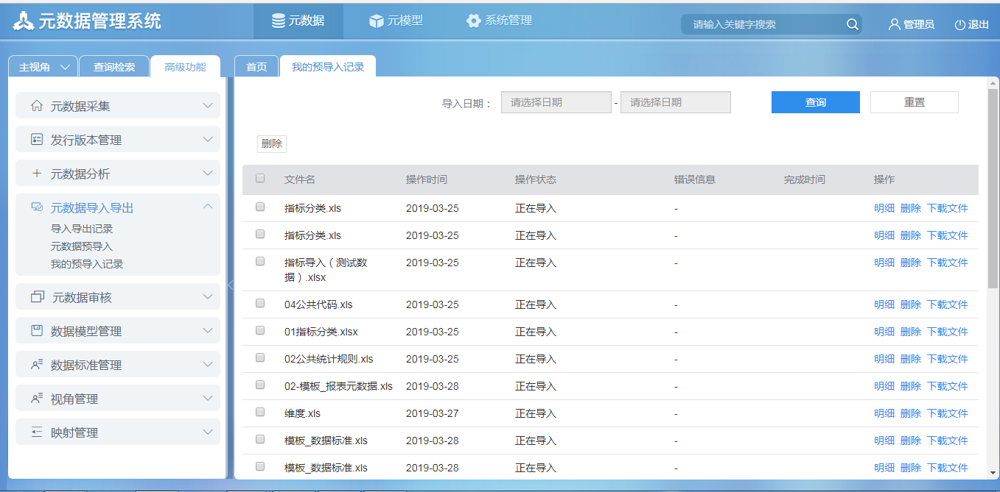 元数据管理系统
元数据
元模型
系统管理
请输入关键字搜索
管理员
退出
主视角
查询检索
高级功能
首页
我的预导入记录
元数据采集
发行版本管理
元数据分析
元数据导入导出
导入导出记录
元数据预导入
我的预导入记录
元数据审核
数据模型管理
数据标准管理
视角管理
映射管理
导入日期： 请选择日期 - 请选择日期 查询 重置
删除
文件名 操作时间 操作状态 错误信息 完成时间 操作
指标分类.xls 2019-03-25 正在导入 - 明细 删除 下载文件
指标分类.xls 2019-03-25 正在导入 - 明细 删除 下载文件
指标导入（测试数 2019-03-25 正在导入 - 明细 删除 下载文件
据）.xlsx
04公共代码.xls 2019-03-25 正在导入 - 明细 删除 下载文件
01指标分类.xlsx 2019-03-25 正在导入 - 明细 删除 下载文件
02公共统计规则.xls 2019-03-25 正在导入 - 明细 删除 下载文件
02-模板_报表元数据.xls 2019-03-28 正在导入 - 明细 删除 下载文件
维度.xls 2019-03-27 正在导入 - 明细 删除 下载文件
模板_数据标准.xls 2019-03-28 正在导入 - 明细 删除 下载文件
模板_数据标准.xls 2019-03-28 正在导入 - 明细 删除 下载文件